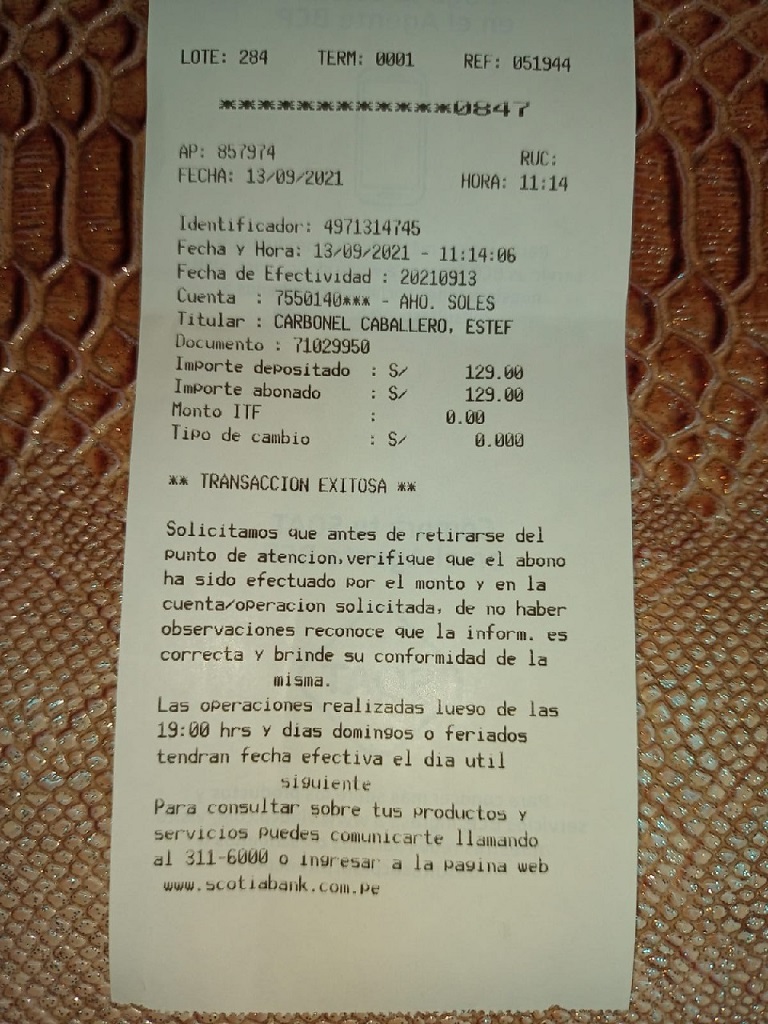 LOTE: 284 TERM: 0001 REF: 051944
************0847
AP: 857974 RUC:
FECHA: 13/09/2021 HORA: 11:14
Identificador: 4971314745
Fecha y Hora: 13/09/2021 - 11:14:06
Fecha de Efectividad : 20210913
Cuenta : 7550140*** - AHO. SOLES
Titular : CARBONEL CABALLERO, ESTEF
Documento : 71029950
Importe depositado : S/ 129.00
Importe abonado : S/ 129.00
Monto ITF : 0.00
Tipo de cambio : S/ 0.000
** TRANSACCION EXITOSA **
Solicitamos que antes de retirarse del
punto de atencion,verifique que el abono
ha sido efectuado por el monto y en la
cuenta/operacion solicitada, de no haber
observaciones reconoce que la inform. es
correcta y brinde su conformidad de la
misma.
Las operaciones realizadas luego de las
19:00 hrs y dias domingos o feriados
tendran fecha efectiva el dia util
siguiente
Para consultar sobre tus productos y
servicios puedes comunicarte llamando
al 311-6000 o ingresar a la pagina web
www.scotiabank.com.pe